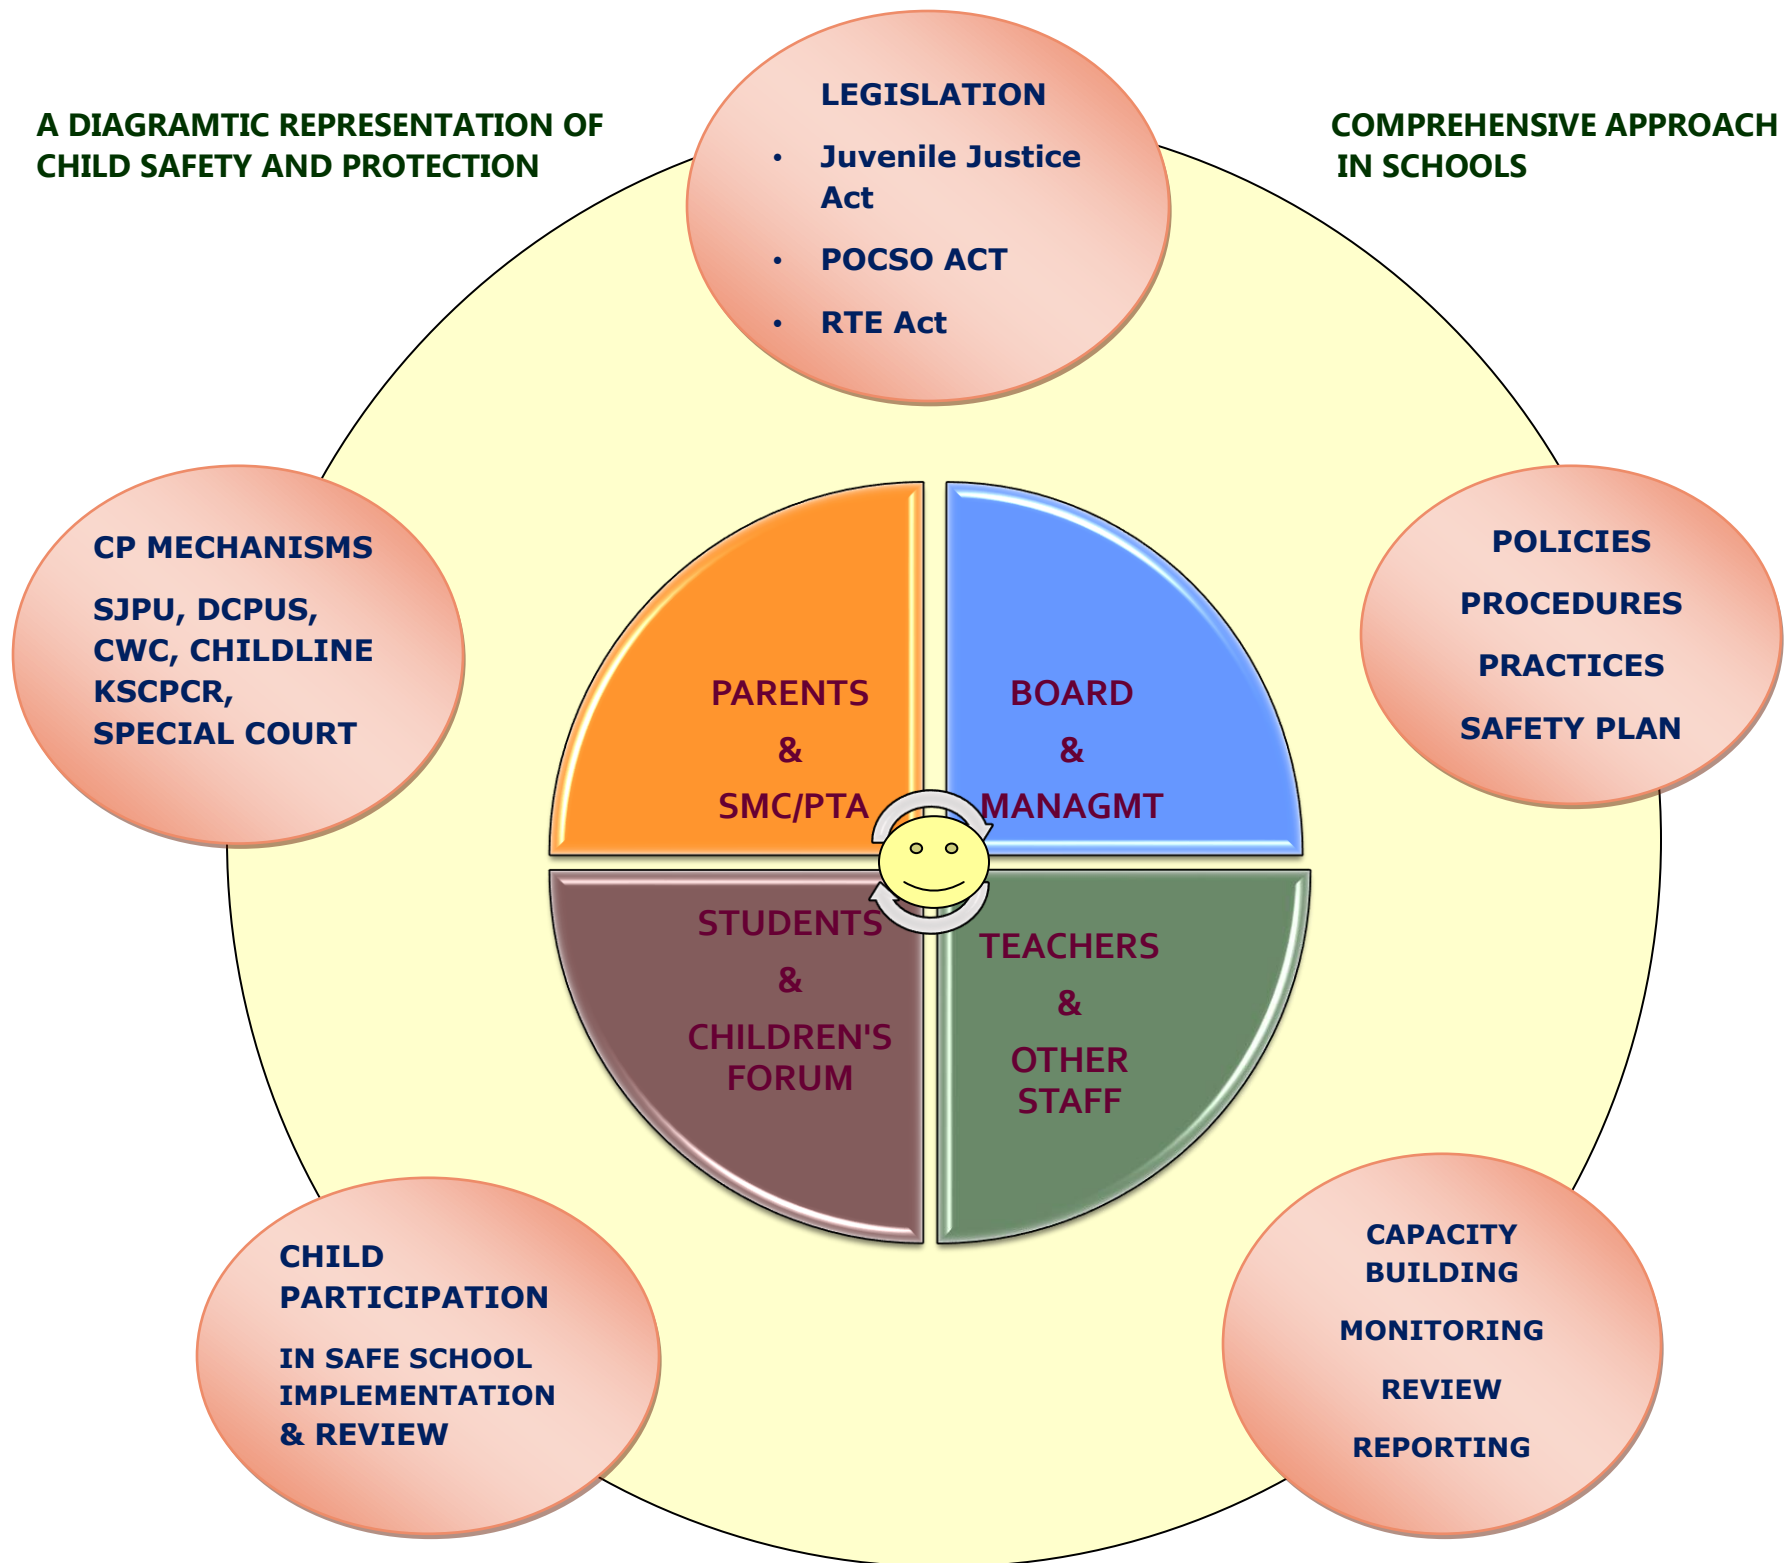 A DIAGRAMTIC REPRESENTATION OF
CHILD SAFETY AND PROTECTION
COMPREHENSIVE APPROACH
IN SCHOOLS
LEGISLATION
• Juvenile Justice
Act
• POCSO ACT
• RTE Act
CP MECHANISMS
SJPU, DCPUS,
CWC, CHILDLINE
KSCPCR,
SPECIAL COURT
POLICIES
PROCEDURES
PRACTICES
SAFETY PLAN
PARENTS
&
SMC/PTA
BOARD
&
MANAGMT
STUDENTS
&
CHILDREN'S
FORUM
TEACHERS
&
OTHER
STAFF
CHILD
PARTICIPATION
IN SAFE SCHOOL
IMPLEMENTATION
& REVIEW
CAPACITY
BUILDING
MONITORING
REVIEW
REPORTING